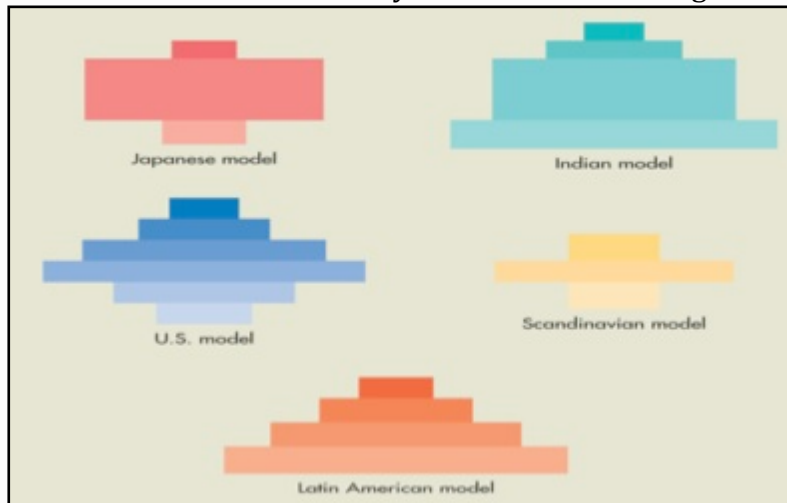 Japanese model
Indian model
U.S. model
Scandinavian model
Latin American model